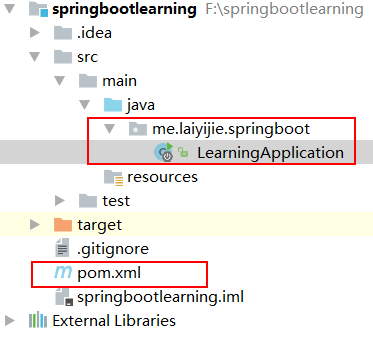 springbootlearning F:\springbootlearning
.idea
src
main
java
me.laiyijie.springboot
LearningApplication
resources
test
target
.gitignore
pom.xml
springbootlearning.iml
External Libraries